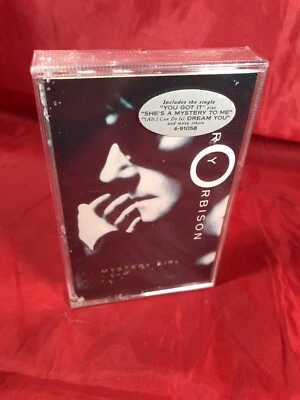 Includes the single
"YOU GOT IT" plus
"SHE'S A MYSTERY TO ME"
"(All I Can Do Is) DREAM YOU"
and many others
4-91058
ROY
ORBISON
MYSTERY GIRL